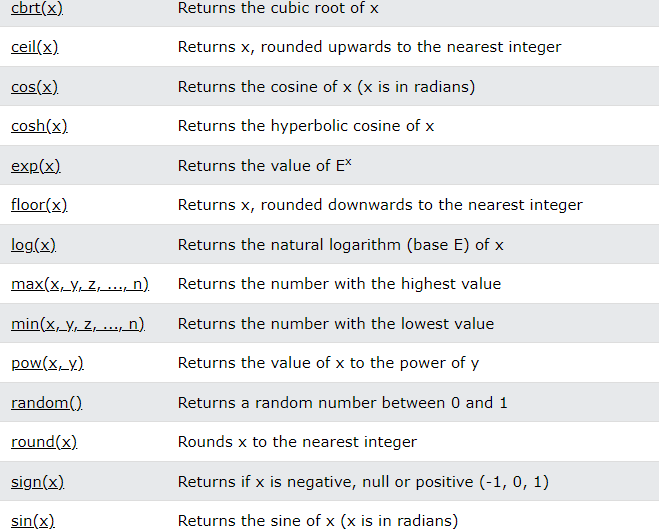 cbrt(x) Returns the cubic root of x
ceil(x) Returns x, rounded upwards to the nearest integer
cos(x) Returns the cosine of x (x is in radians)
cosh(x) Returns the hyperbolic cosine of x
exp(x) Returns the value of Eˣ
floor(x) Returns x, rounded downwards to the nearest integer
log(x) Returns the natural logarithm (base E) of x
max(x, y, z, ..., n) Returns the number with the highest value
min(x, y, z, ..., n) Returns the number with the lowest value
pow(x, y) Returns the value of x to the power of y
random() Returns a random number between 0 and 1
round(x) Rounds x to the nearest integer
sign(x) Returns if x is negative, null or positive (-1, 0, 1)
sin(x) Returns the sine of x (x is in radians)